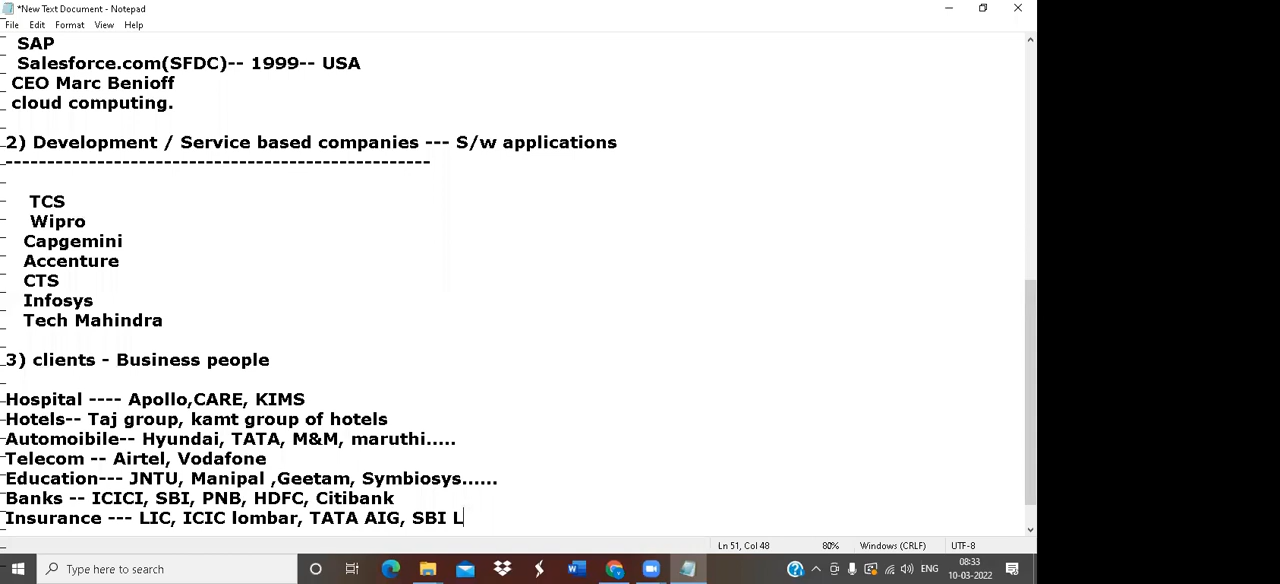 *New Text Document - Notepad
File Edit Format View Help
SAP
Salesforce.com(SFDC)-- 1999-- USA
CEO Marc Benioff
cloud computing.
2) Development / Service based companies --- S/w applications
----------------------------------------------------
TCS
Wipro
Capgemini
Accenture
CTS
Infosys
Tech Mahindra
3) clients - Business people
Hospital ---- Apollo,CARE, KIMS
Hotels-- Taj group, kamt group of hotels
Automoibile-- Hyundai, TATA, M&M, maruthi.....
Telecom -- Airtel, Vodafone
Education--- JNTU, Manipal ,Geetam, Symbiosys......
Banks -- ICICI, SBI, PNB, HDFC, Citibank
Insurance --- LIC, ICIC lombar, TATA AIG, SBI L
Ln 51, Col 48 80% Windows (CRLF) UTF-8
Type here to search ENG 08:33
10-03-2022